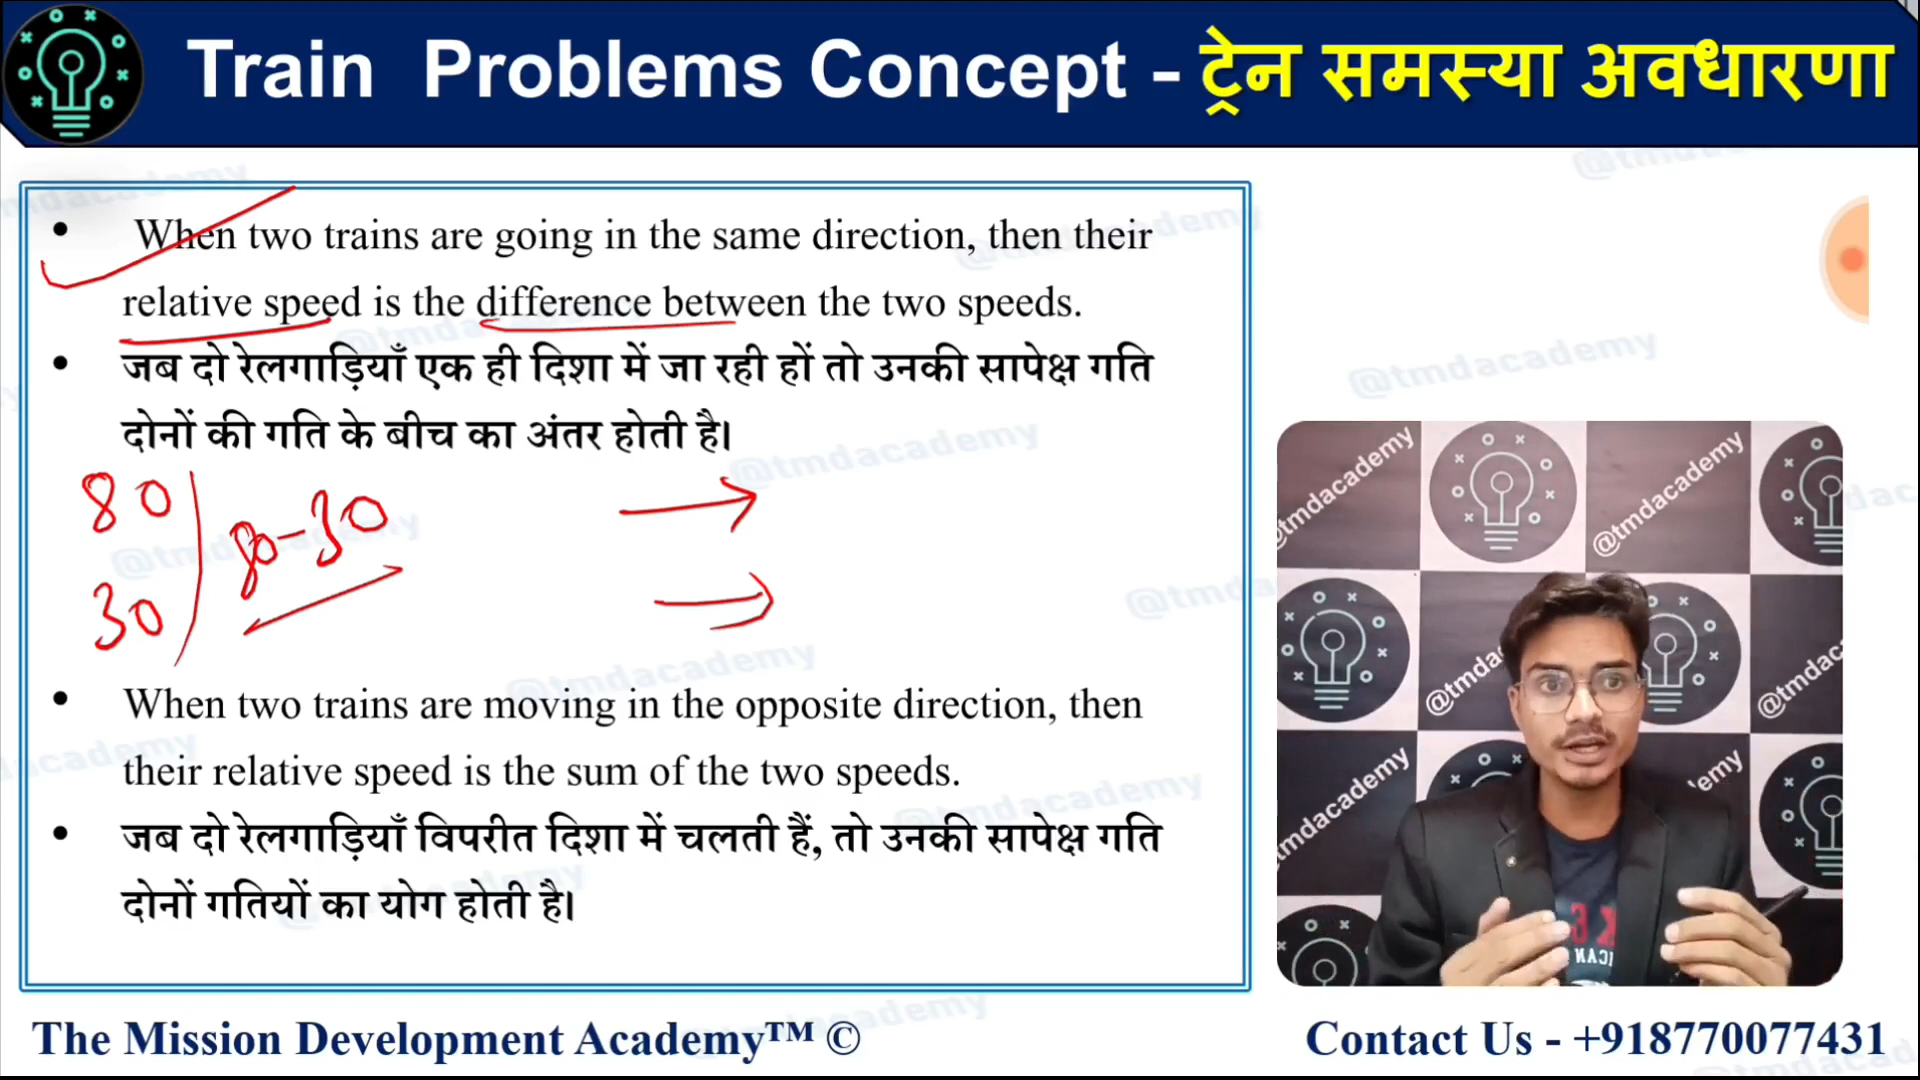 Train Problems Concept - ट्रेन समस्या अवधारणा
When two trains are going in the same direction, then their
relative speed is the difference between the two speeds.
जब दो रेलगाड़ियाँ एक ही दिशा में जा रही हों तो उनकी सापेक्ष गति
दोनों की गति के बीच का अंतर होती है।
80
80-30
30
When two trains are moving in the opposite direction, then
their relative speed is the sum of the two speeds.
जब दो रेलगाड़ियाँ विपरीत दिशा में चलती हैं, तो उनकी सापेक्ष गति
दोनों गतियों का योग होती है।
@tmdacademy
The Mission Development Academy™ ©
Contact Us - +918770077431